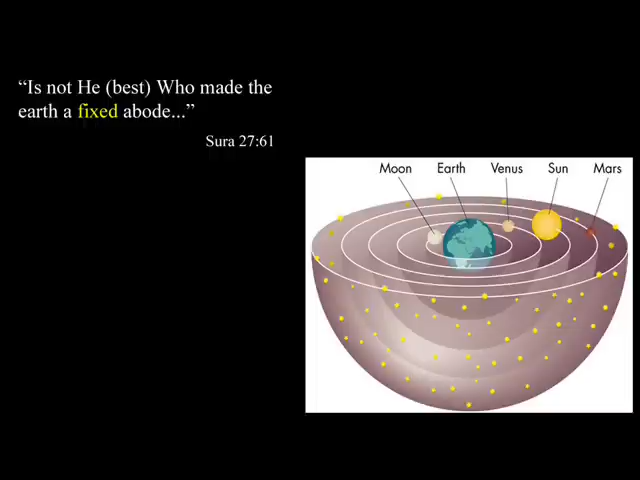 “Is not He (best) Who made the
earth a fixed abode...”
Sura 27:61
Moon Earth Venus Sun Mars